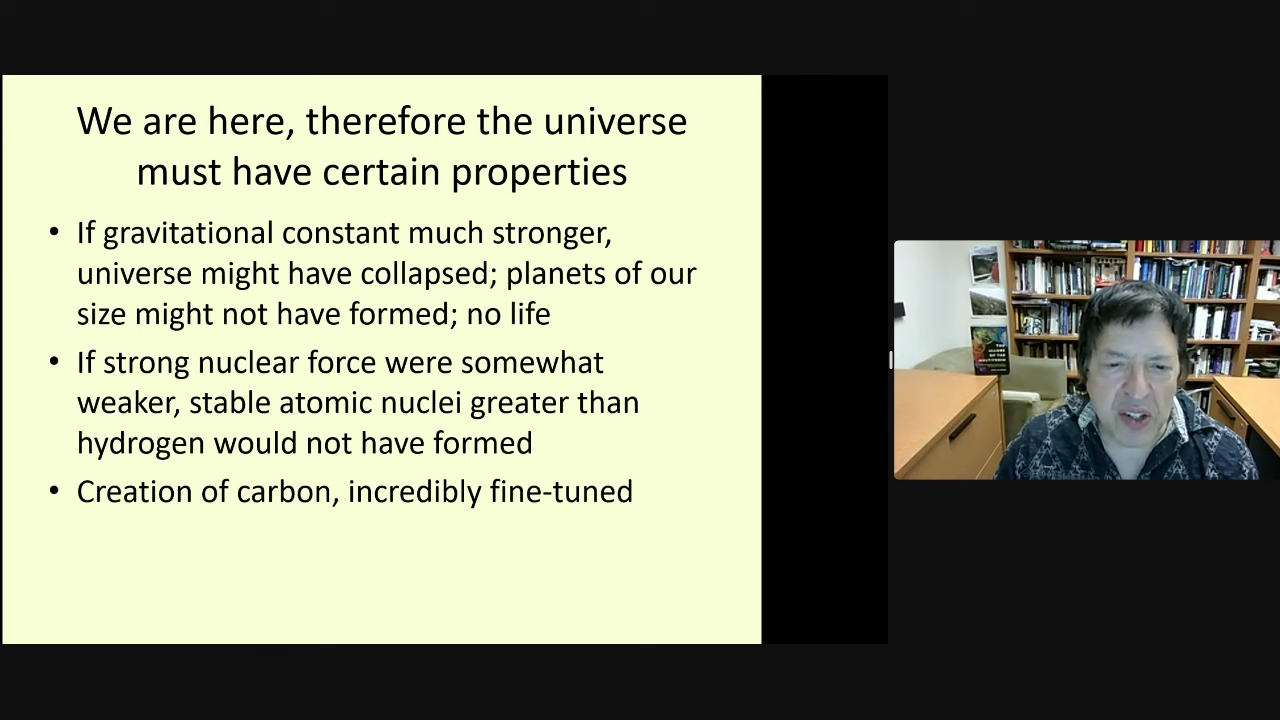 We are here, therefore the universe
must have certain properties
• If gravitational constant much stronger,
universe might have collapsed; planets of our
size might not have formed; no life
• If strong nuclear force were somewhat
weaker, stable atomic nuclei greater than
hydrogen would not have formed
• Creation of carbon, incredibly fine-tuned